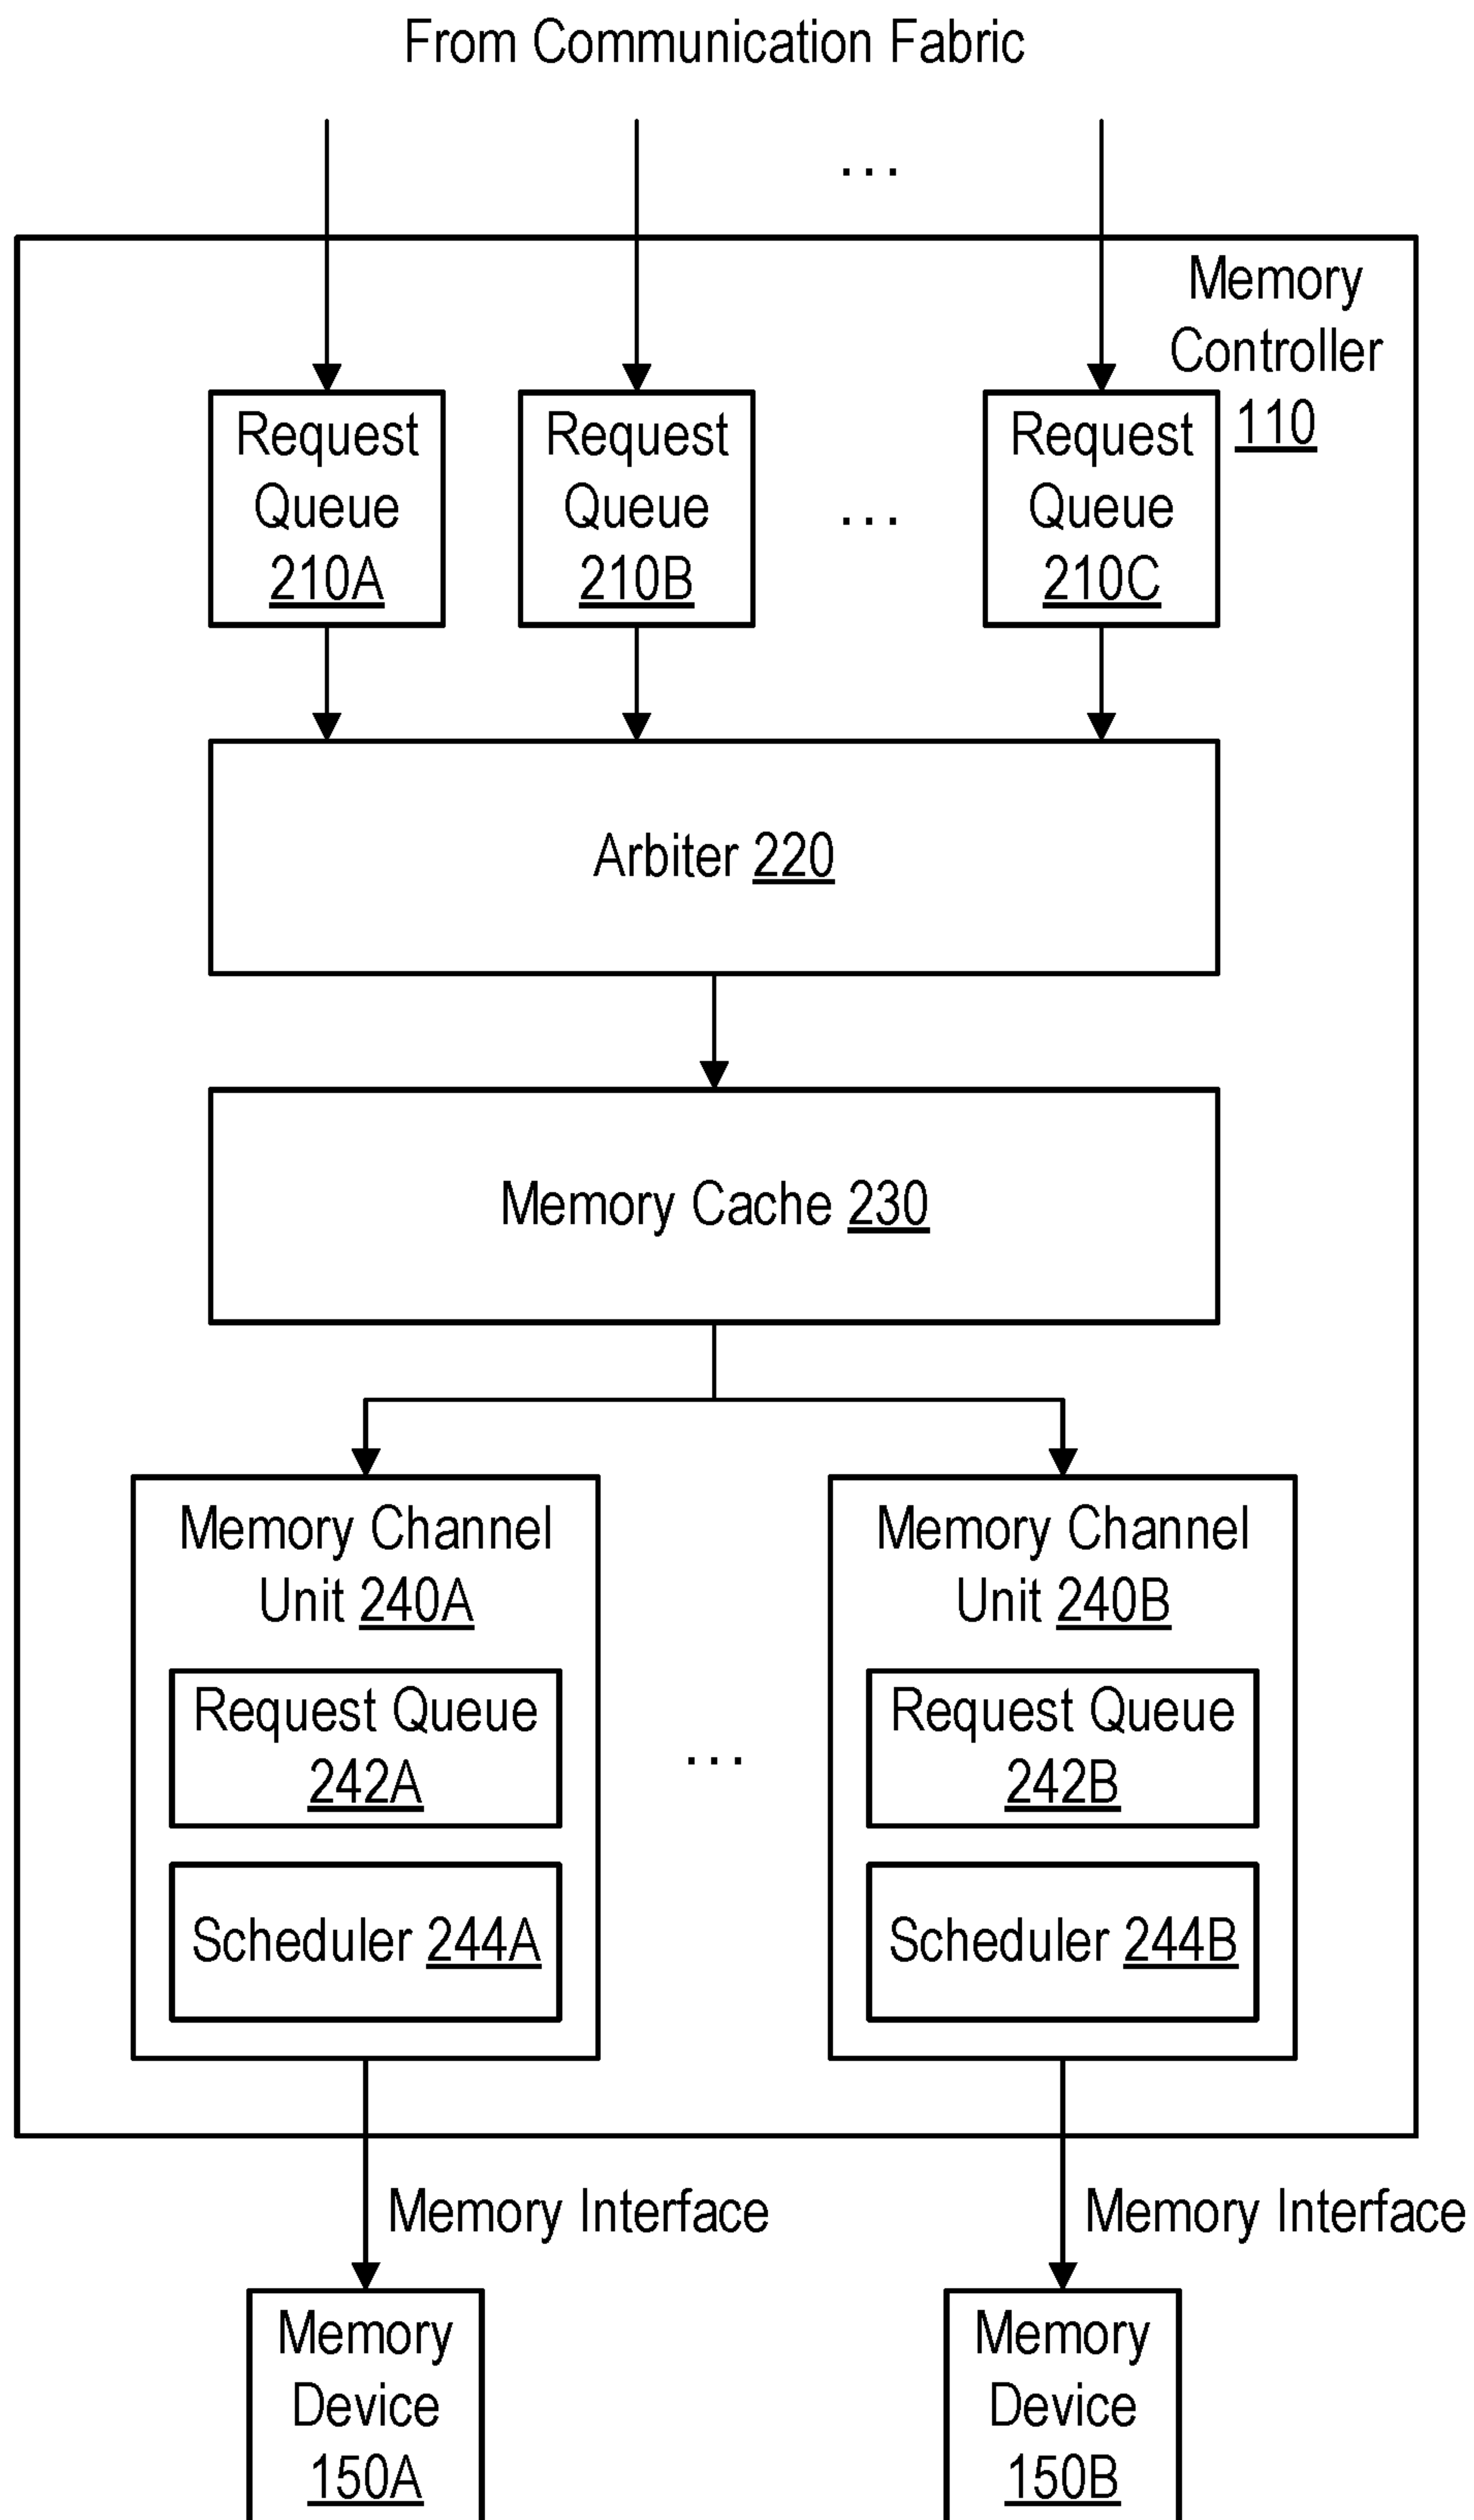 From Communication Fabric
...
Memory
Controller
110
Request
Queue
210A
Request
Queue
210B
...
Request
Queue
210C
Arbiter 220
Memory Cache 230
Memory Channel
Unit 240A
Request Queue
242A
Scheduler 244A
...
Memory Channel
Unit 240B
Request Queue
242B
Scheduler 244B
Memory Interface
Memory Interface
Memory
Device
150A
Memory
Device
150B